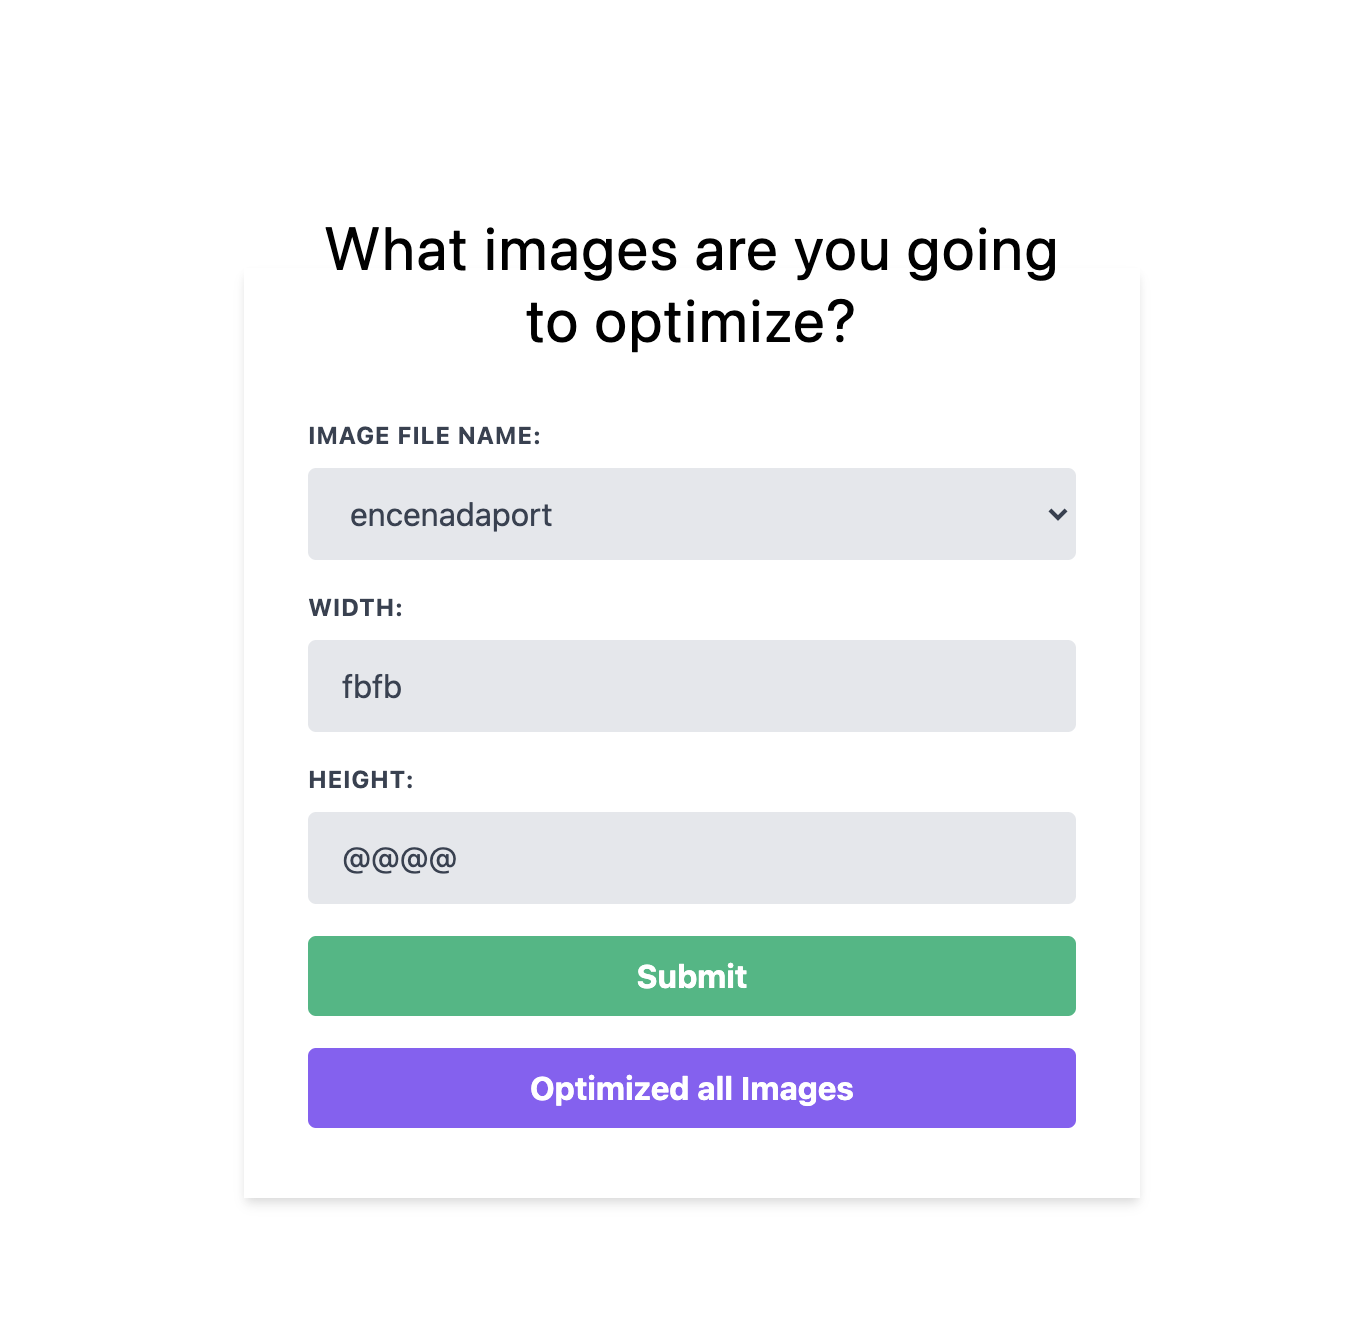 What images are you going
to optimize?
IMAGE FILE NAME:
encenadaport
WIDTH:
fbfb
HEIGHT:
@@@@
Submit
Optimized all Images